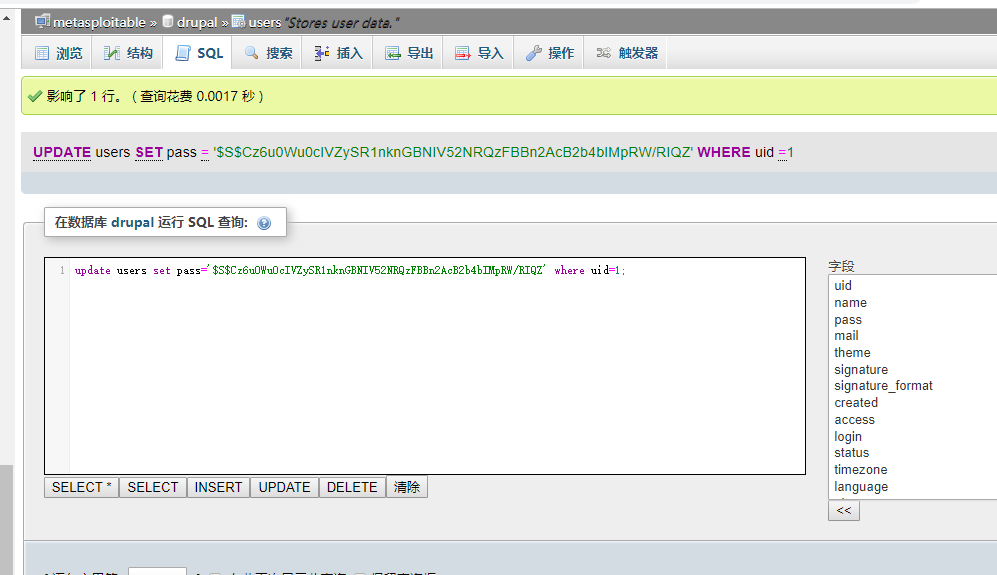 metasploitable » drupal » users "Stores user data."
浏览 结构 SQL 搜索 插入 导出 导入 操作 触发器
影响了 1 行。 ( 查询花费 0.0017 秒 )
UPDATE users SET pass = '$S$Cz6u0Wu0cIVZySR1nknGBNIV52NRQzFBBn2AcB2b4bIMpRW/RIQZ' WHERE uid =1
在数据库 drupal 运行 SQL 查询:
1 update users set pass='$S$Cz6u0Wu0cIVZySR1nknGBNIV52NRQzFBBn2AcB2b4bIMpRW/RIQZ' where uid=1;
字段
uid
name
pass
mail
theme
signature
signature_format
created
access
login
status
timezone
language
SELECT * SELECT INSERT UPDATE DELETE 清除
<<